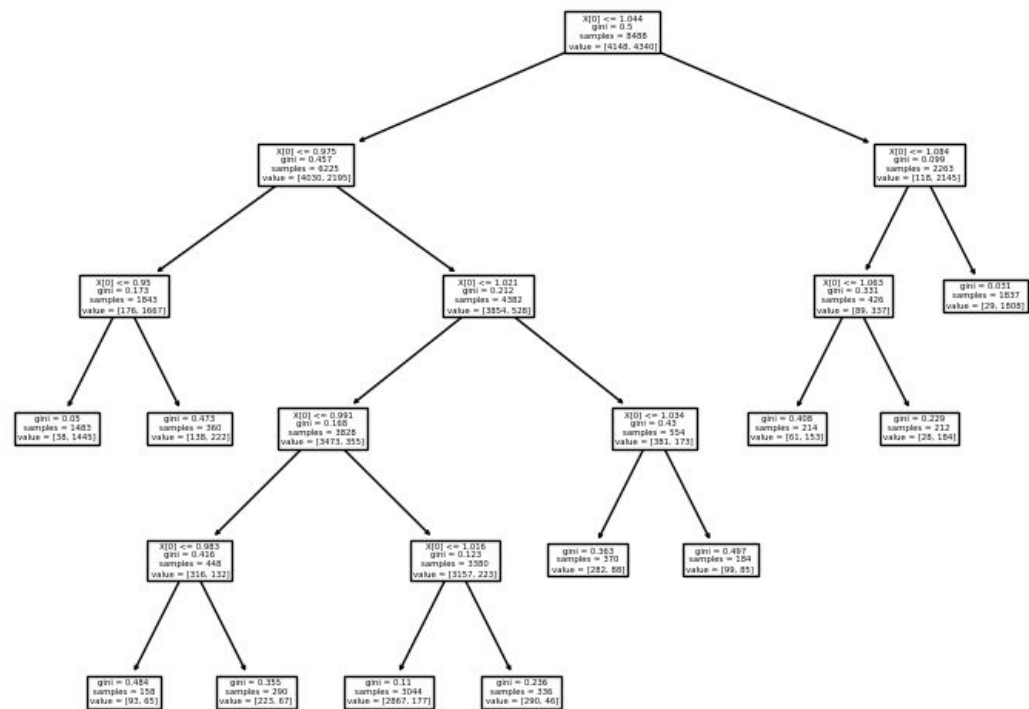 X[0] <= 1.044
gini = 0.5
samples = 8488
value = [4148, 4340]
X[0] <= 0.975
gini = 0.457
samples = 6225
value = [4030, 2195]
X[0] <= 1.084
gini = 0.099
samples = 2263
value = [118, 2145]
X[0] <= 0.95
gini = 0.173
samples = 1843
value = [176, 1667]
X[0] <= 1.021
gini = 0.212
samples = 4382
value = [3854, 528]
X[0] <= 1.063
gini = 0.331
samples = 426
value = [89, 337]
gini = 0.031
samples = 1837
value = [29, 1808]
gini = 0.05
samples = 1483
value = [38, 1445]
gini = 0.473
samples = 360
value = [138, 222]
X[0] <= 0.991
gini = 0.168
samples = 3828
value = [3473, 355]
X[0] <= 1.034
gini = 0.43
samples = 554
value = [381, 173]
gini = 0.408
samples = 214
value = [61, 153]
gini = 0.229
samples = 212
value = [28, 184]
X[0] <= 0.983
gini = 0.416
samples = 448
value = [316, 132]
X[0] <= 1.016
gini = 0.123
samples = 3380
value = [3157, 223]
gini = 0.363
samples = 370
value = [282, 88]
gini = 0.497
samples = 184
value = [99, 85]
gini = 0.484
samples = 158
value = [93, 65]
gini = 0.355
samples = 290
value = [223, 67]
gini = 0.11
samples = 3044
value = [2867, 177]
gini = 0.236
samples = 336
value = [290, 46]